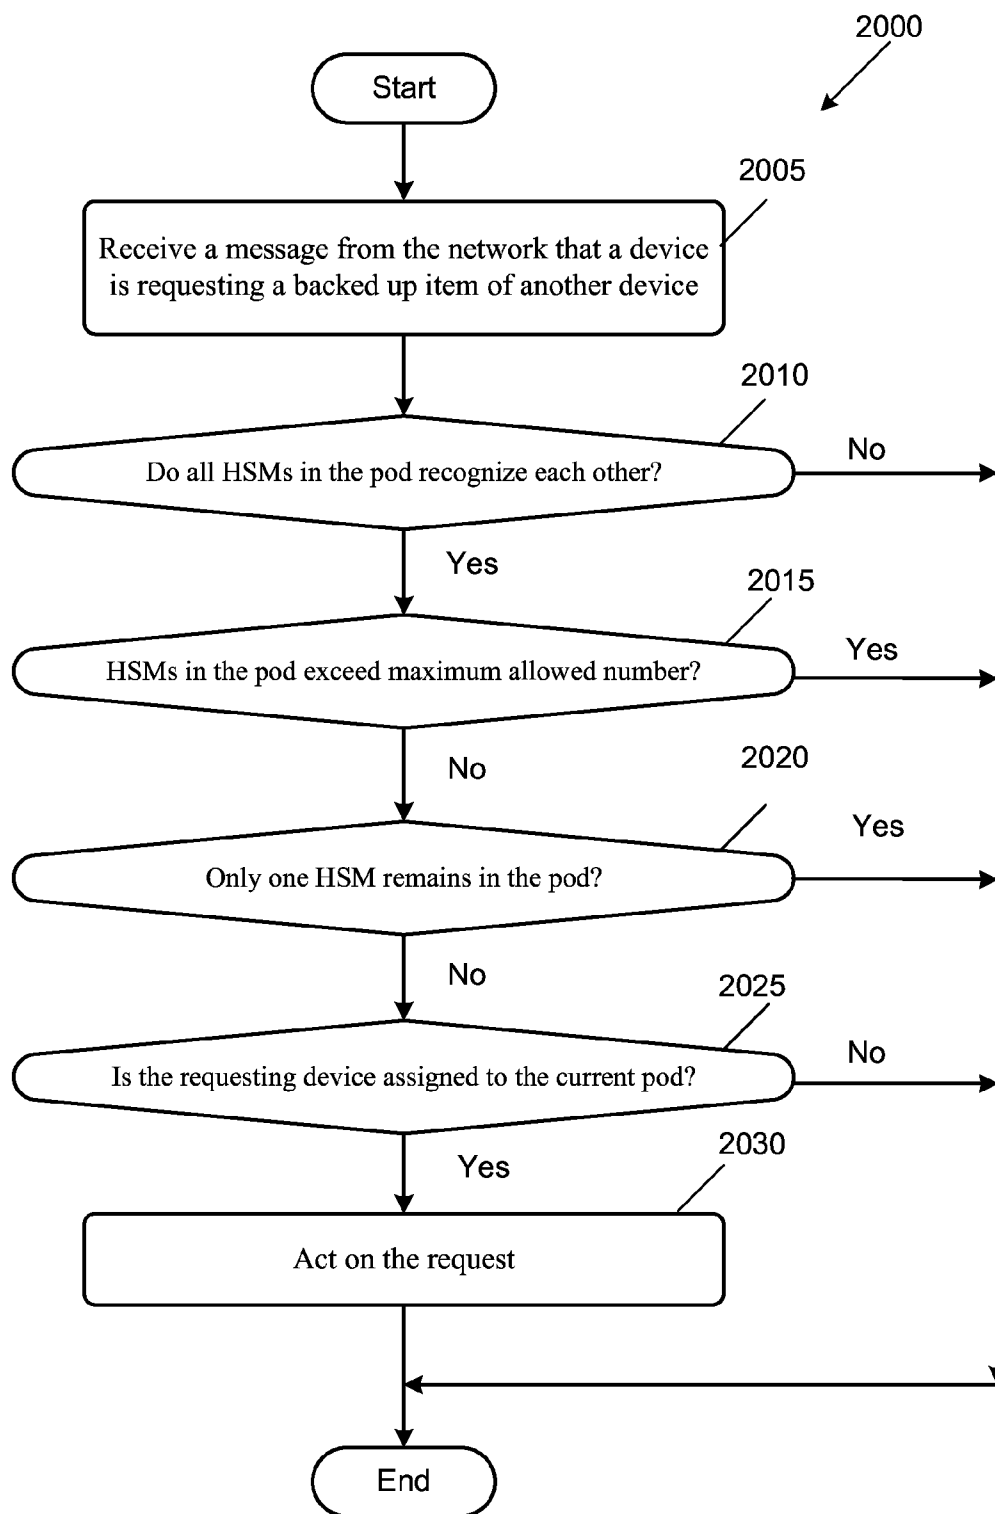 2000
Start
2005
Receive a message from the network that a device
is requesting a backed up item of another device
2010
Do all HSMs in the pod recognize each other?
No
Yes
2015
HSMs in the pod exceed maximum allowed number?
Yes
No
2020
Only one HSM remains in the pod?
Yes
No
2025
Is the requesting device assigned to the current pod?
No
Yes
2030
Act on the request
End